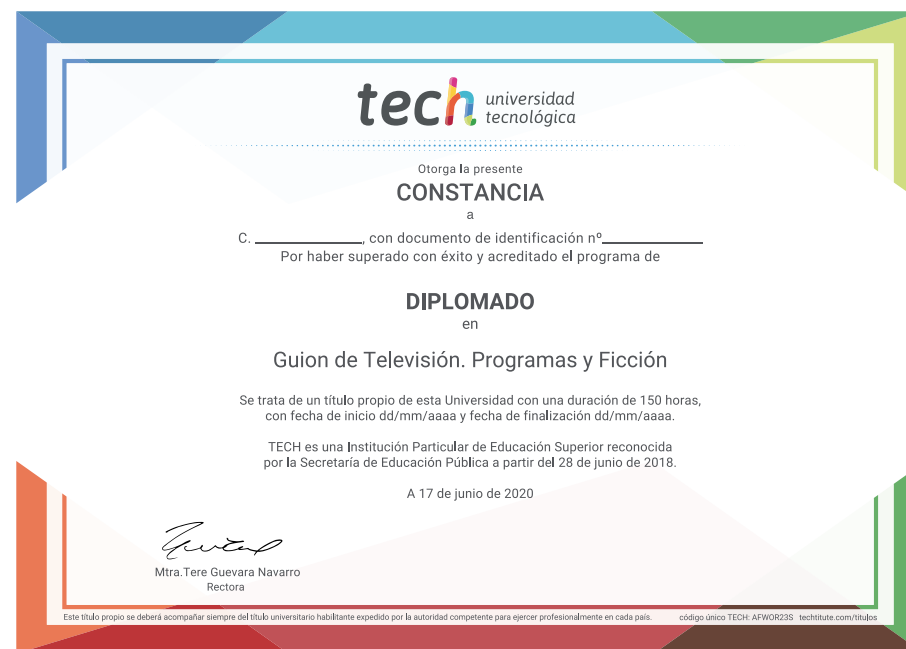 tech universidad
tecnológica
Otorga la presente
CONSTANCIA
a
C. ____________, con documento de identificación nº____________
Por haber superado con éxito y acreditado el programa de
DIPLOMADO
en
Guion de Televisión. Programas y Ficción
Se trata de un título propio de esta Universidad con una duración de 150 horas,
con fecha de inicio dd/mm/aaaa y fecha de finalización dd/mm/aaaa.
TECH es una Institución Particular de Educación Superior reconocida
por la Secretaría de Educación Pública a partir del 28 de junio de 2018.
A 17 de junio de 2020
Mtra.Tere Guevara Navarro
Rectora
Este título propio se deberá acompañar siempre del título universitario habilitante expedido por la autoridad competente para ejercer profesionalmente en cada país. código único TECH: AFWOR23S techtitute.com/titulos